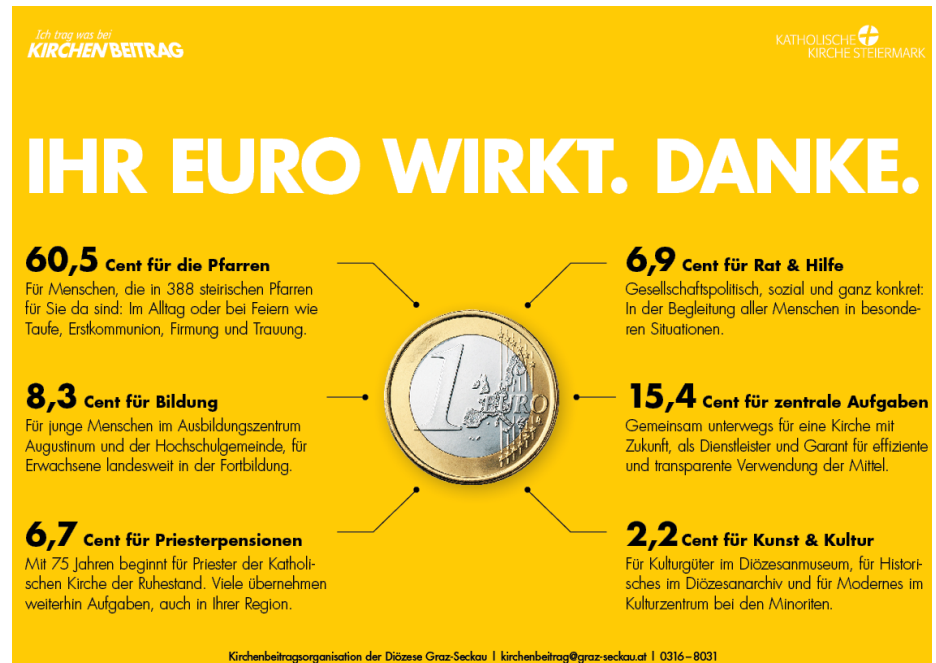 Ich trag was bei
KIRCHEN BEITRAG
KATHOLISCHE
KIRCHE STEIERMARK
IHR EURO WIRKT. DANKE.
60,5 Cent für die Pfarren
Für Menschen, die in 388 steirischen Pfarren
für Sie da sind: Im Alltag oder bei Feiern wie
Taufe, Erstkommunion, Firmung und Trauung.
8,3 Cent für Bildung
Für junge Menschen im Ausbildungszentrum
Augustinum und der Hochschulgemeinde, für
Erwachsene landesweit in der Fortbildung.
6,7 Cent für Priesterpensionen
Mit 75 Jahren beginnt für Priester der Katholi-
schen Kirche der Ruhestand. Viele übernehmen
weiterhin Aufgaben, auch in Ihrer Region.
1 EURO
6,9 Cent für Rat & Hilfe
Gesellschaftspolitisch, sozial und ganz konkret:
In der Begleitung aller Menschen in besonde-
ren Situationen.
15,4 Cent für zentrale Aufgaben
Gemeinsam unterwegs für eine Kirche mit
Zukunft, als Dienstleister und Garant für effiziente
und transparente Verwendung der Mittel.
2,2 Cent für Kunst & Kultur
Für Kulturgüter im Diözesanmuseum, für Histori-
sches im Diözesanarchiv und für Modernes im
Kulturzentrum bei den Minoriten.
Kirchenbeitragsorganisation der Diözese Graz-Seckau | kirchenbeitrag@graz-seckau.at | 0316–8031